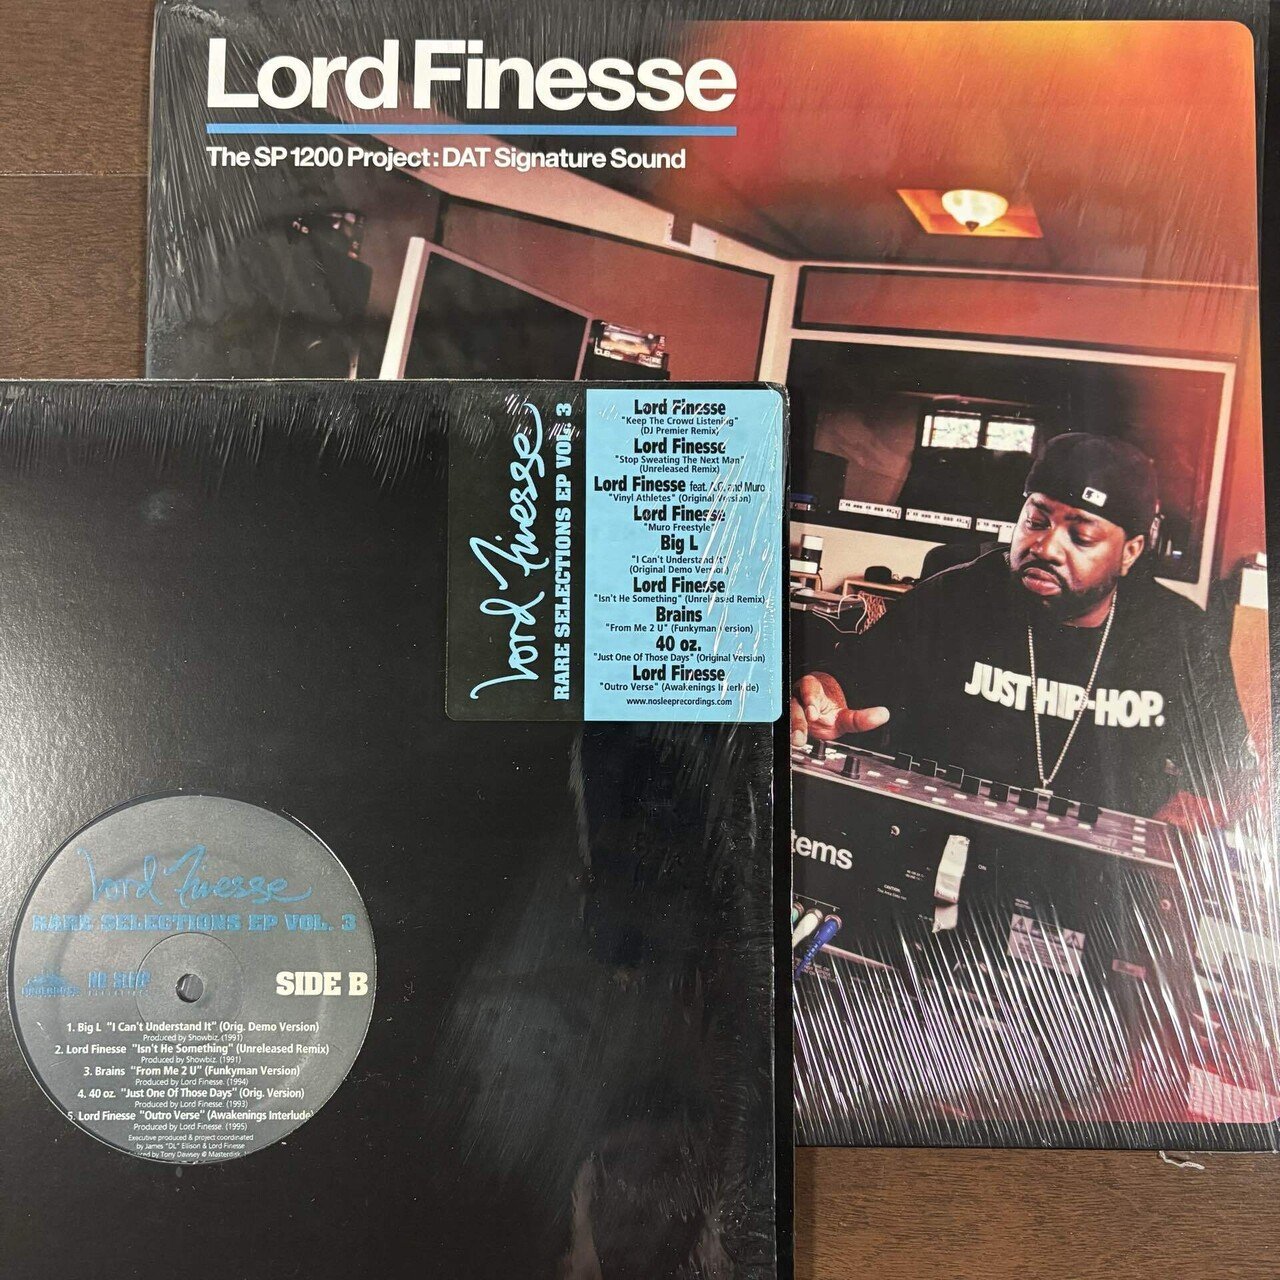 Lord Finesse
The SP 1200 Project: DAT Signature Sound
JUST HIP-HOP.
tems
Lord Finesse
RARE SELECTIONS EP VOL. 3
Lord Finesse
"Keep The Crowd Listening"
(DJ Premier Remix)
Lord Finesse
"Stop Sweating The Next Man"
(Unreleased Remix)
Lord Finesse feat. A.G. and Muro
"Vinyl Athletes" (Original Version)
Lord Finesse
"Muro Freestyle"
Big L
"I Can't Understand It"
(Original Demo Version)
Lord Finesse
"Isn't He Something" (Unreleased Remix)
Brains
"From Me 2 U" (Funkyman Version)
40 oz.
"Just One Of Those Days" (Original Version)
Lord Finesse
"Outro Verse" (Awakenings Interlude)
www.nosleeprecordings.com
Lord Finesse
RARE SELECTIONS EP VOL. 3
NO SLEEP
SIDE B
1. Big L "I Can't Understand It" (Orig. Demo Version)
Produced by Showbiz. (1991)
2. Lord Finesse "Isn't He Something" (Unreleased Remix)
Produced by Showbiz. (1991)
3. Brains "From Me 2 U" (Funkyman Version)
Produced by Lord Finesse. (1994)
4. 40 oz. "Just One Of Those Days" (Orig. Version)
Produced by Lord Finesse. (1993)
5. Lord Finesse "Outro Verse" (Awakenings Interlude)
Produced by Lord Finesse. (1995)
Executive produced & project coordinated
by James "DL" Ellison & Lord Finesse
by Tony Dawsey @ Masterdisk.